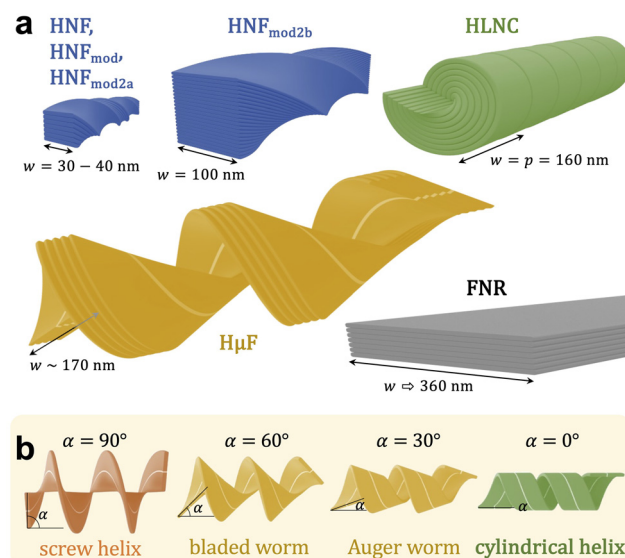 a
HNF,
HNF_mod,
HNF_mod2a
w = 30 − 40 nm
HNF_mod2b
w = 100 nm
HLNC
w = p = 160 nm
w ~ 170 nm
HμF
FNR
w ⇨ 360 nm
b
α = 90°
α = 60°
α = 30°
α = 0°
α
α
α
α
screw helix
bladed worm
Auger worm
cylindrical helix